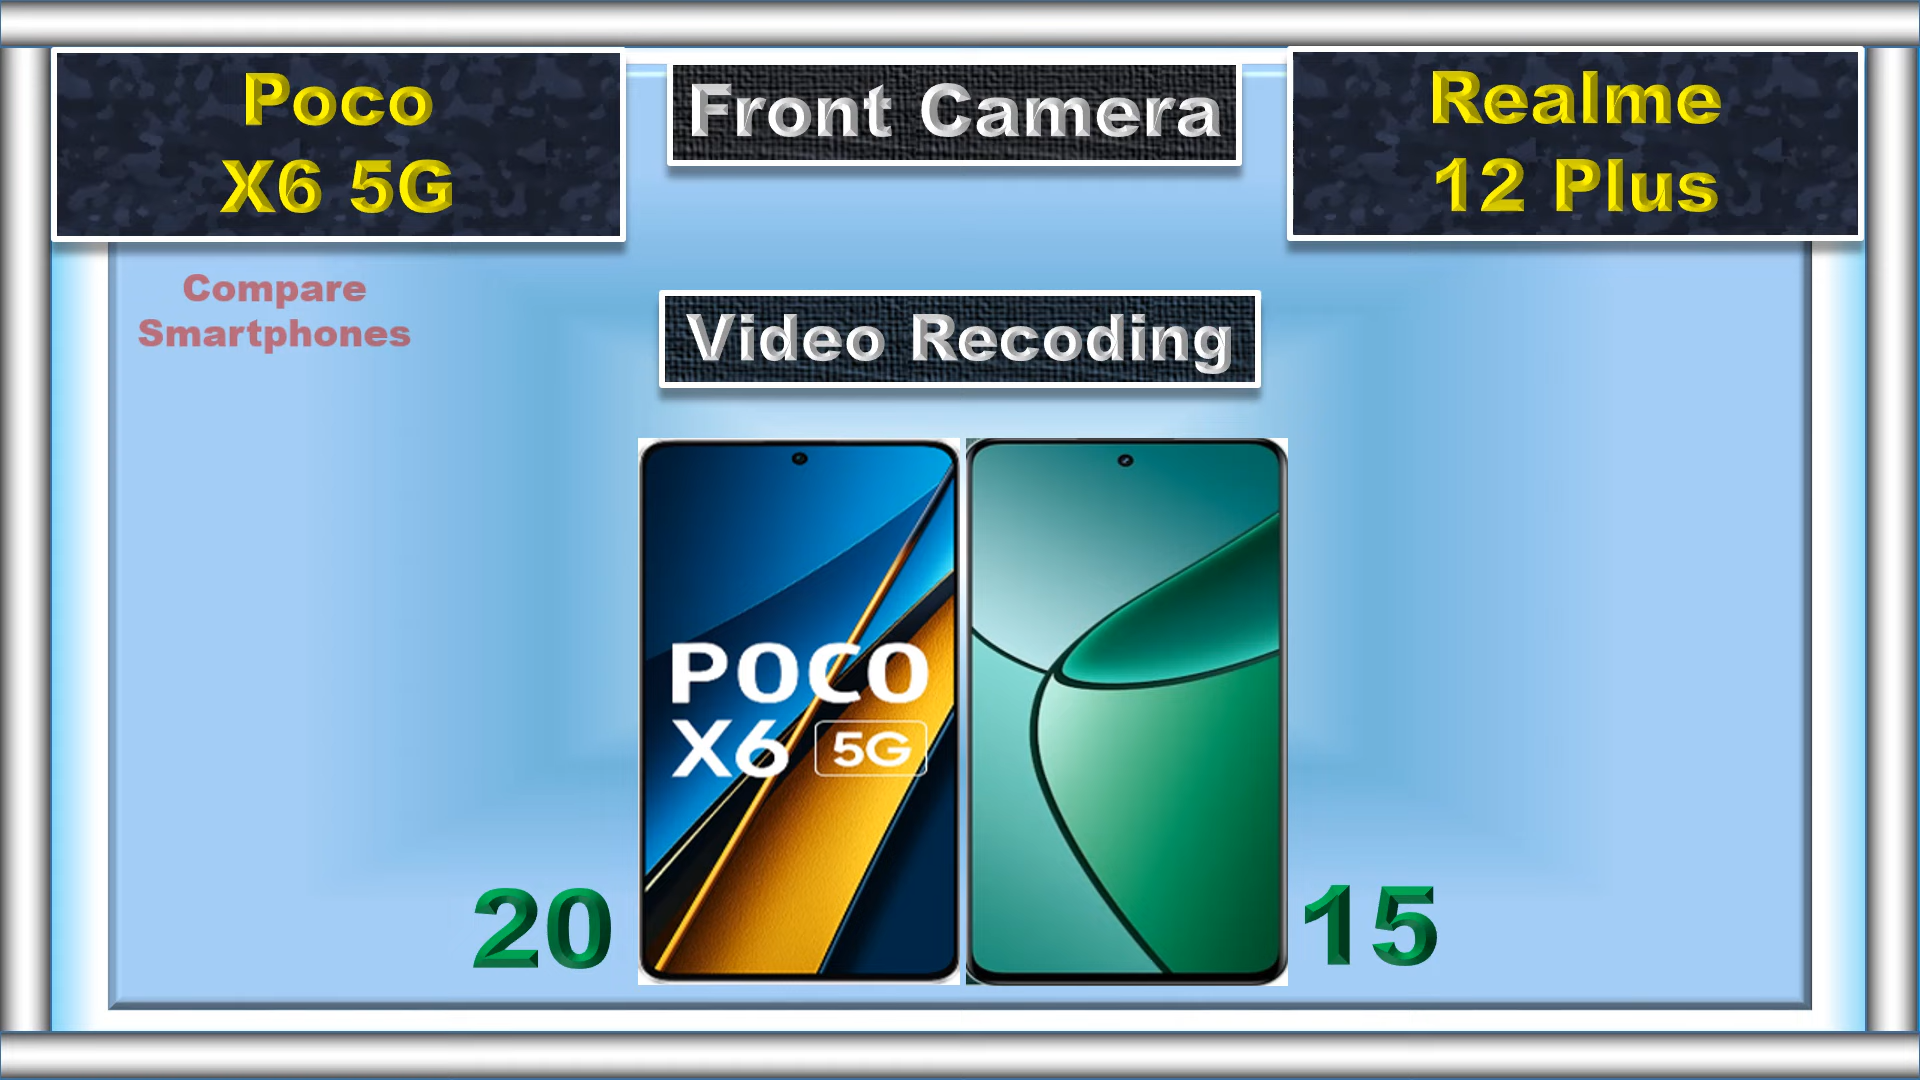 Poco
X6 5G
Front Camera
Realme
12 Plus
Compare
Smartphones
Video Recoding
POCO
X6 5G
20
15